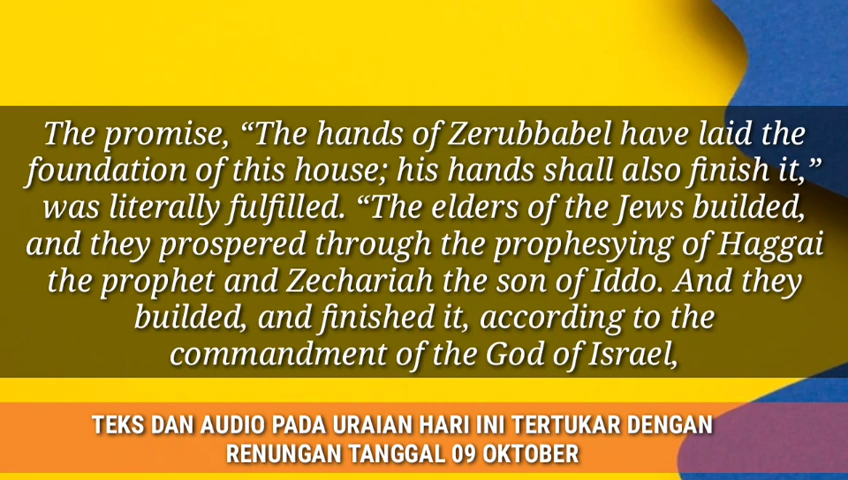 The promise, “The hands of Zerubbabel have laid the
foundation of this house; his hands shall also finish it,”
was literally fulfilled. “The elders of the Jews builded,
and they prospered through the prophesying of Haggai
the prophet and Zechariah the son of Iddo. And they
builded, and finished it, according to the
commandment of the God of Israel,
TEKS DAN AUDIO PADA URAIAN HARI INI TERTUKAR DENGAN
RENUNGAN TANGGAL 09 OKTOBER